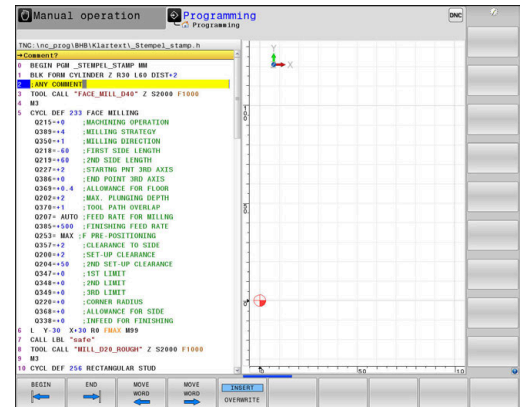 Manual operation
Programming
Programming
DNC
TNC:\nc_prog\BHB\Klartext\_Stempel_stamp.h
→Comment?
0 BEGIN PGM _STEMPEL_STAMP MM
1 BLK FORM CYLINDER Z R30 L60 DIST+2
2 ;ANY COMMENT
3 TOOL CALL "FACE_MILL_D40" Z S2000 F1000
4 M3
5 CYCL DEF 233 FACE MILLING
Q215=+0 ;MACHINING OPERATION
Q389=+4 ;MILLING STRATEGY
Q350=+1 ;MILLING DIRECTION
Q218=-60 ;FIRST SIDE LENGTH
Q219=+60 ;2ND SIDE LENGTH
Q227=+2 ;STARTNG PNT 3RD AXIS
Q386=+0 ;END POINT 3RD AXIS
Q369=+0.4 ;ALLOWANCE FOR FLOOR
Q202=+2 ;MAX. PLUNGING DEPTH
Q370=+1 ;TOOL PATH OVERLAP
Q207= AUTO ;FEED RATE FOR MILLNG
Q385=+500 ;FINISHING FEED RATE
Q253= MAX ;F PRE-POSITIONING
Q357=+2 ;CLEARANCE TO SIDE
Q200=+2 ;SET-UP CLEARANCE
Q204=+50 ;2ND SET-UP CLEARANCE
Q347=+0 ;1ST LIMIT
Q348=+0 ;2ND LIMIT
Q349=+0 ;3RD LIMIT
Q220=+0 ;CORNER RADIUS
Q368=+0 ;ALLOWANCE FOR SIDE
Q338=+0 ;INFEED FOR FINISHING
6 L Y-30 X+30 R0 FMAX M99
7 CALL LBL "safe"
8 TOOL CALL "MILL_D20_ROUGH" Z S2000 F1000
9 M3
10 CYCL DEF 256 RECTANGULAR STUD
Y
X
100
50
0
0
50
100
BEGIN
END
MOVE WORD
MOVE WORD
INSERT
OVERWRITE